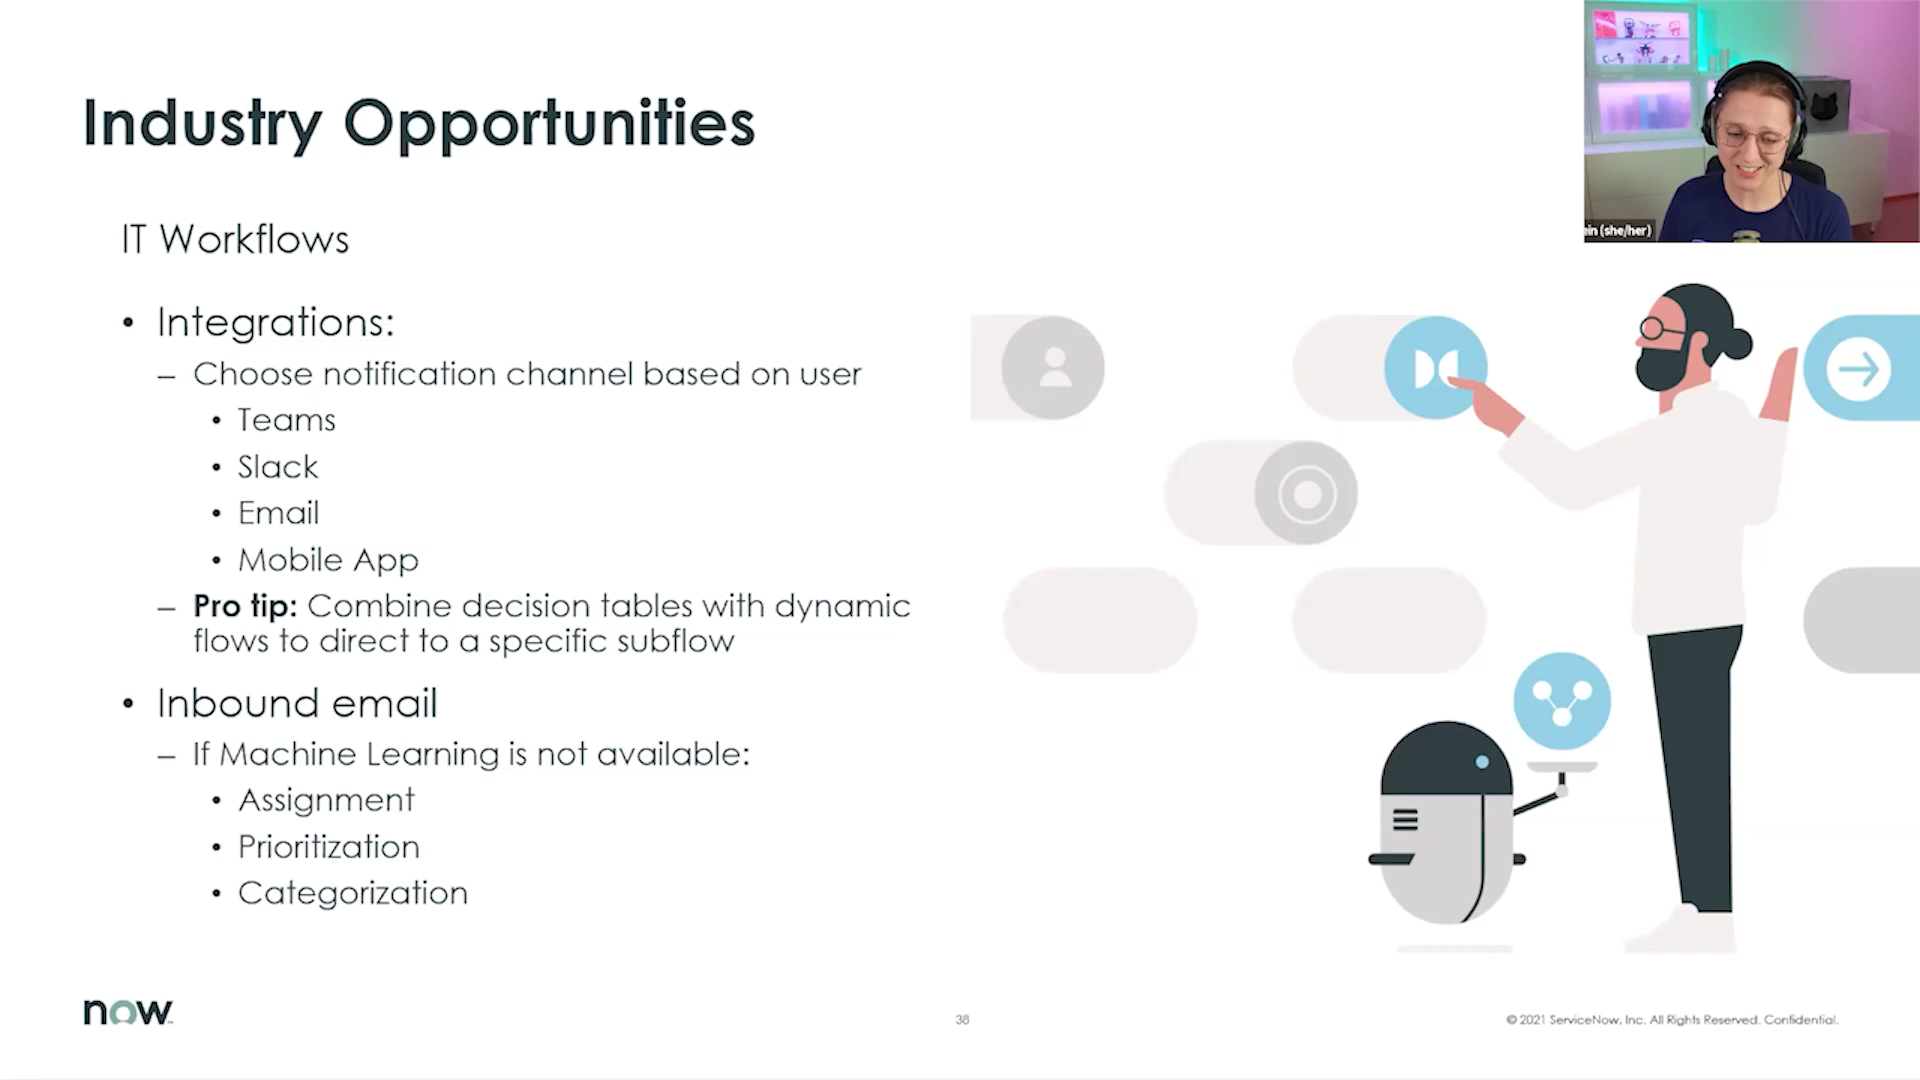 Industry Opportunities
IT Workflows
• Integrations:
– Choose notification channel based on user
• Teams
• Slack
• Email
• Mobile App
– Pro tip: Combine decision tables with dynamic
flows to direct to a specific subflow
• Inbound email
– If Machine Learning is not available:
• Assignment
• Prioritization
• Categorization
ein (she/her)
now
38
© 2021 ServiceNow, Inc. All Rights Reserved. Confidential.